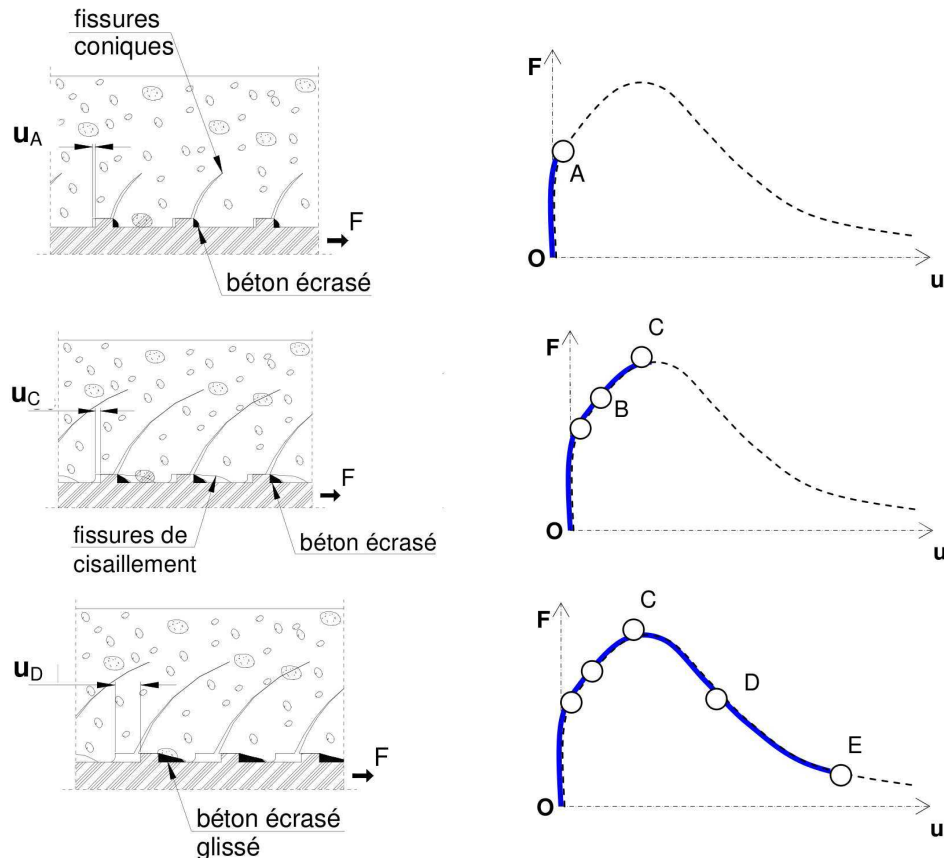 fissures
coniques
u_A
F
béton écrasé
F
A
O
u
u_C
F
fissures de
cisaillement
béton écrasé
F
C
B
O
u
u_D
F
béton écrasé
glissé
F
C
D
E
O
u